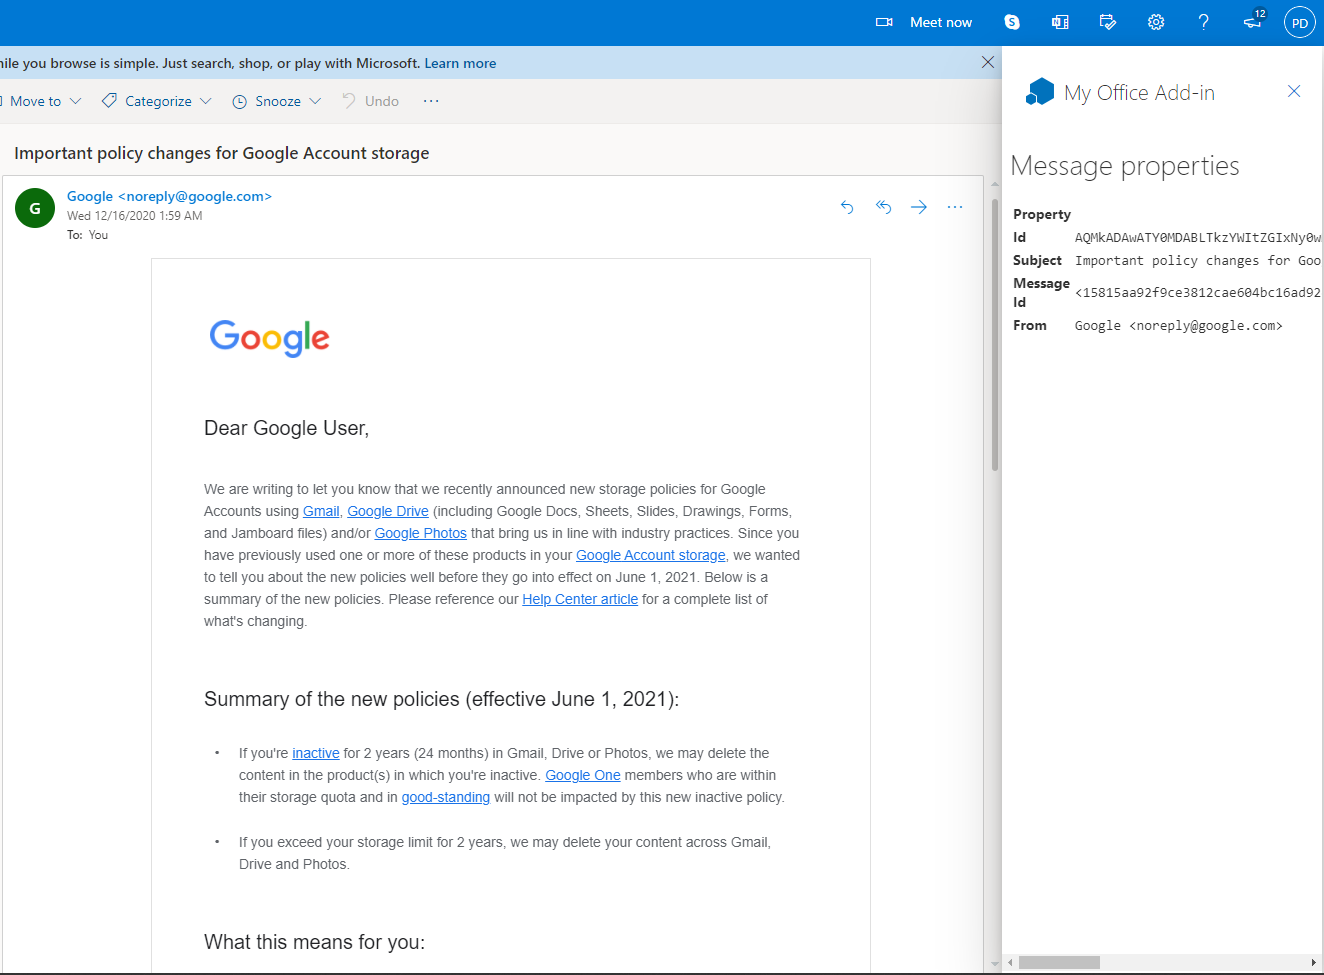 Meet now
12
PD
hile you browse is simple. Just search, shop, or play with Microsoft. Learn more
Move to
Categorize
Snooze
Undo
Important policy changes for Google Account storage
G
Google <noreply@google.com>
Wed 12/16/2020 1:59 AM
To: You
Google
Dear Google User,
We are writing to let you know that we recently announced new storage policies for Google
Accounts using Gmail, Google Drive (including Google Docs, Sheets, Slides, Drawings, Forms,
and Jamboard files) and/or Google Photos that bring us in line with industry practices. Since you
have previously used one or more of these products in your Google Account storage, we wanted
to tell you about the new policies well before they go into effect on June 1, 2021. Below is a
summary of the new policies. Please reference our Help Center article for a complete list of
what's changing.
Summary of the new policies (effective June 1, 2021):
• If you're inactive for 2 years (24 months) in Gmail, Drive or Photos, we may delete the
content in the product(s) in which you're inactive. Google One members who are within
their storage quota and in good-standing will not be impacted by this new inactive policy.
• If you exceed your storage limit for 2 years, we may delete your content across Gmail,
Drive and Photos.
What this means for you:
My Office Add-in
Message properties
Property
Id AQMkADAwATY0MDABLTkzYWItZGIxNy0w
Subject Important policy changes for Goo
Message
Id <15815aa92f9ce3812cae604bc16ad92
From Google <noreply@google.com>